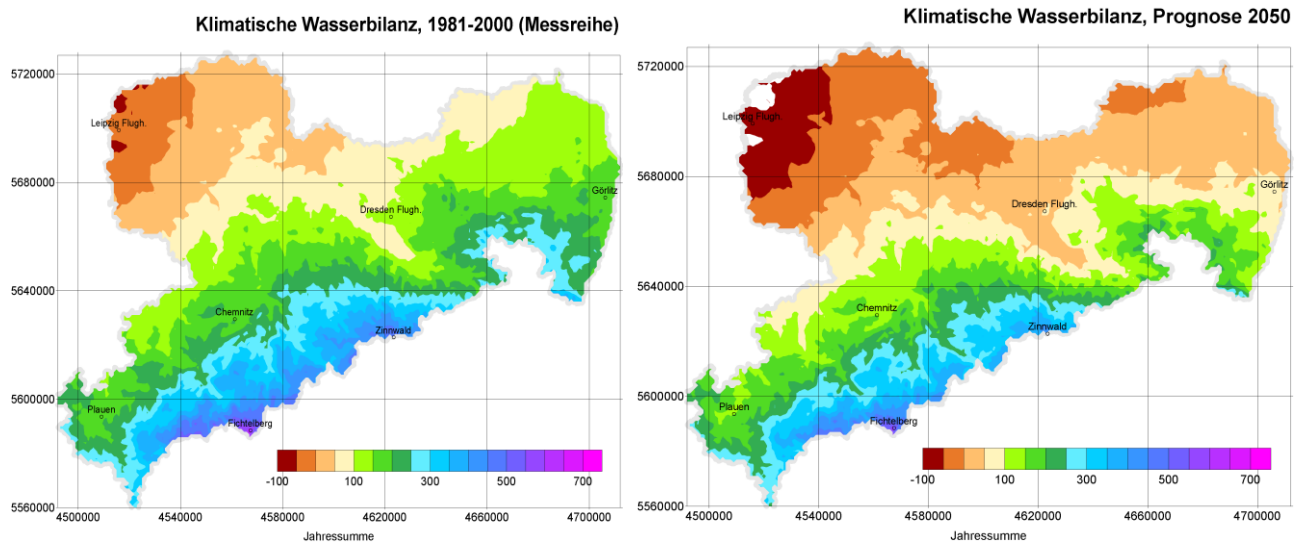 Klimatische Wasserbilanz, 1981-2000 (Messreihe)
5720000
5680000
5640000
5600000
5560000
Leipzig Flugh.
Görlitz
Dresden Flugh.
Chemnitz
Zinnwald
Plauen
Fichtelberg
-100 100 300 500 700
4500000 4540000 4580000 4620000 4660000 4700000
Jahressumme
Klimatische Wasserbilanz, Prognose 2050
5720000
5680000
5640000
5600000
5560000
Leipzig Flugh.
Görlitz
Dresden Flugh.
Chemnitz
Zinnwald
Plauen
Fichtelberg
-100 100 300 500 700
4500000 4540000 4580000 4620000 4660000 4700000
Jahressumme